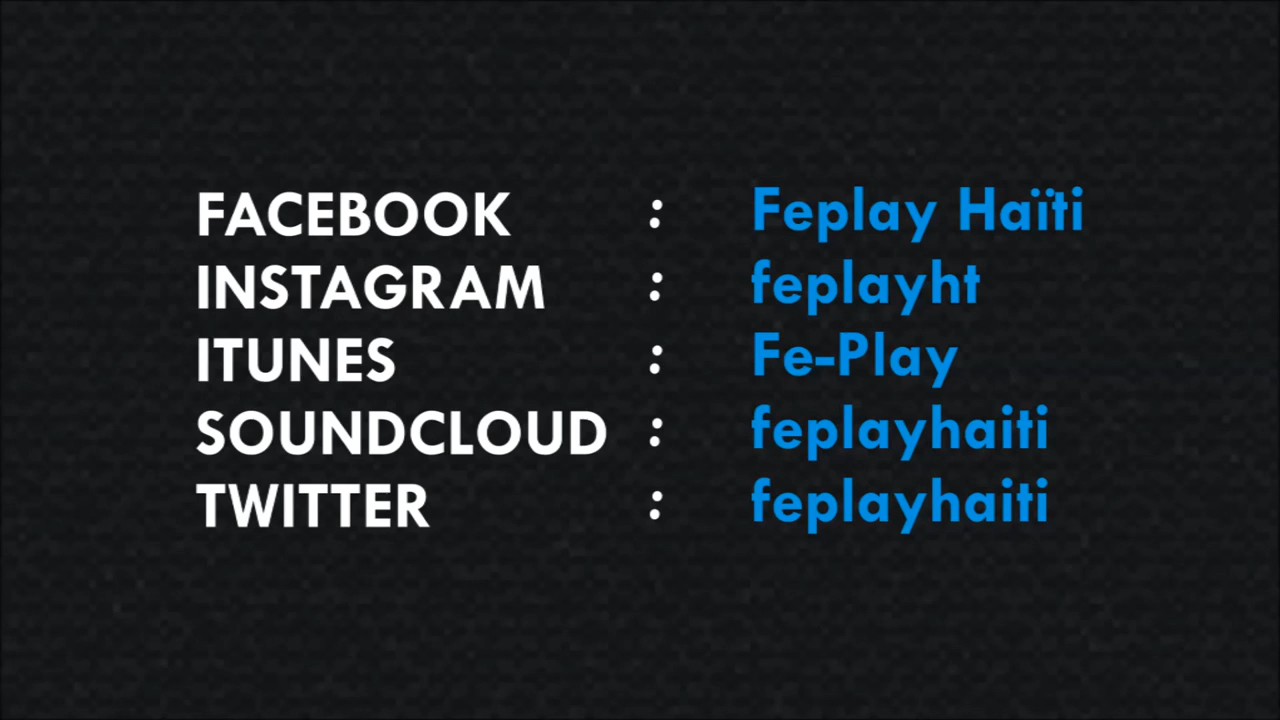 FACEBOOK : Feplay Haïti
INSTAGRAM : feplayht
ITUNES : Fe-Play
SOUNDCLOUD : feplayhaiti
TWITTER : feplayhaiti